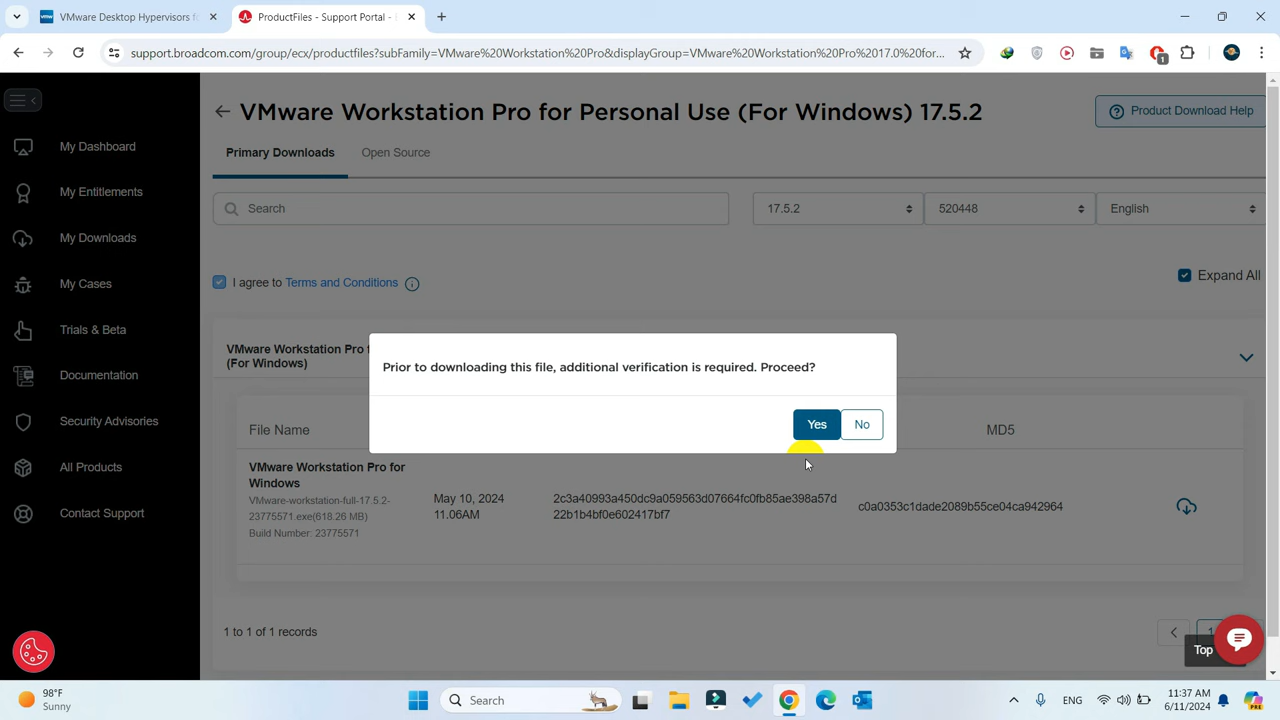 VMware Desktop Hypervisors f
ProductFiles - Support Portal -
support.broadcom.com/group/ecx/productfiles?subFamily=VMware%20Workstation%20Pro&displayGroup=VMware%20Workstation%20Pro%2017.0%20for...
1
VMware Workstation Pro for Personal Use (For Windows) 17.5.2
Product Download Help
My Dashboard
My Entitlements
My Downloads
My Cases
Trials & Beta
Documentation
Security Advisories
All Products
Contact Support
Primary Downloads
Open Source
Search
17.5.2
520448
English
I agree to Terms and Conditions
Expand All
VMware Workstation Pro f
(For Windows)
Prior to downloading this file, additional verification is required. Proceed?
Yes
No
File Name
MD5
VMware Workstation Pro for
Windows
VMware-workstation-full-17.5.2-
23775571.exe(618.26 MB)
Build Number: 23775571
May 10, 2024
11.06AM
2c3a40993a450dc9a059563d07664fc0fb85ae398a57d
22b1b4bf0e602417bf7
c0a0353c1dade2089b55ce04ca942964
1 to 1 of 1 records
1
Top
98°F
Sunny
Search
ENG
11:37 AM
6/11/2024
PRE